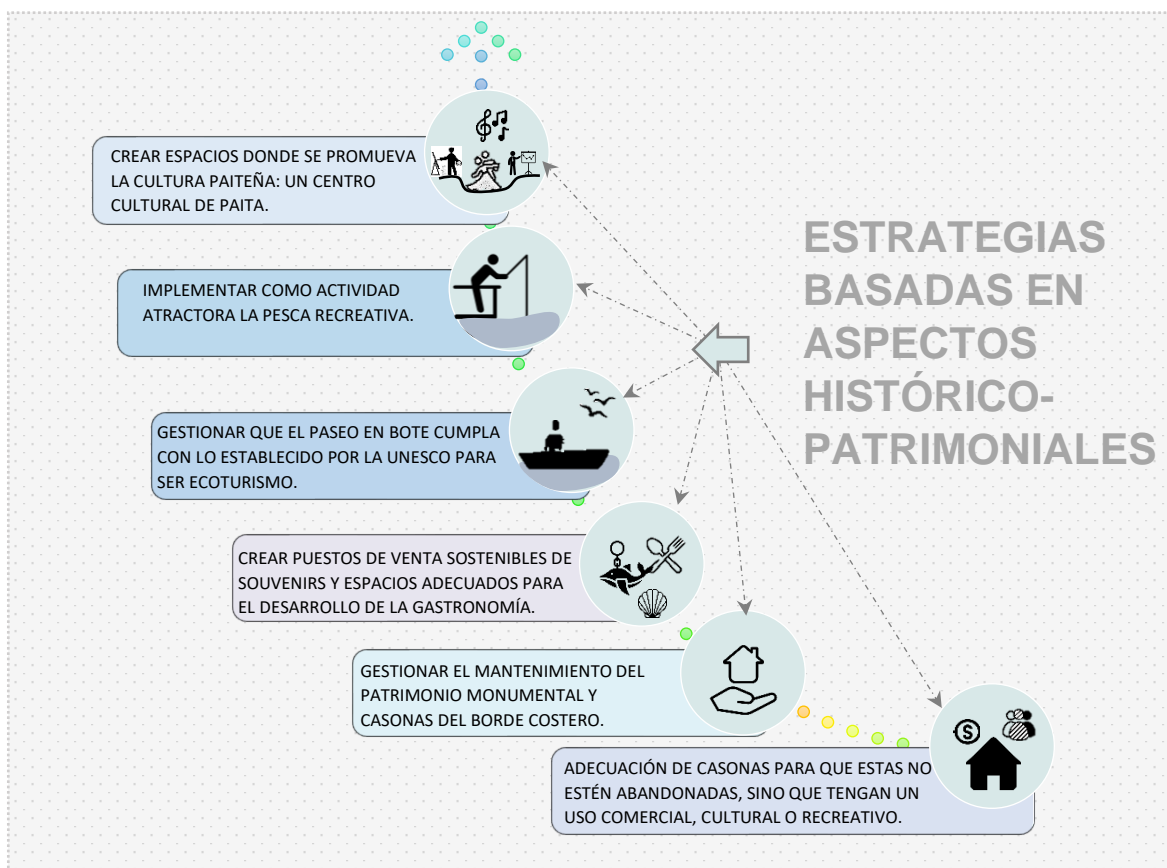 CREAR ESPACIOS DONDE SE PROMUEVA
LA CULTURA PAITEÑA: UN CENTRO
CULTURAL DE PAITA.
IMPLEMENTAR COMO ACTIVIDAD
ATRACTORA LA PESCA RECREATIVA.
GESTIONAR QUE EL PASEO EN BOTE CUMPLA
CON LO ESTABLECIDO POR LA UNESCO PARA
SER ECOTURISMO.
CREAR PUESTOS DE VENTA SOSTENIBLES DE
SOUVENIRS Y ESPACIOS ADECUADOS PARA
EL DESARROLLO DE LA GASTRONOMÍA.
GESTIONAR EL MANTENIMIENTO DEL
PATRIMONIO MONUMENTAL Y
CASONAS DEL BORDE COSTERO.
ADECUACIÓN DE CASONAS PARA QUE ESTAS NO
ESTÉN ABANDONADAS, SINO QUE TENGAN UN
USO COMERCIAL, CULTURAL O RECREATIVO.
ESTRATEGIAS
BASADAS EN
ASPECTOS
HISTÓRICO-
PATRIMONIALES
$